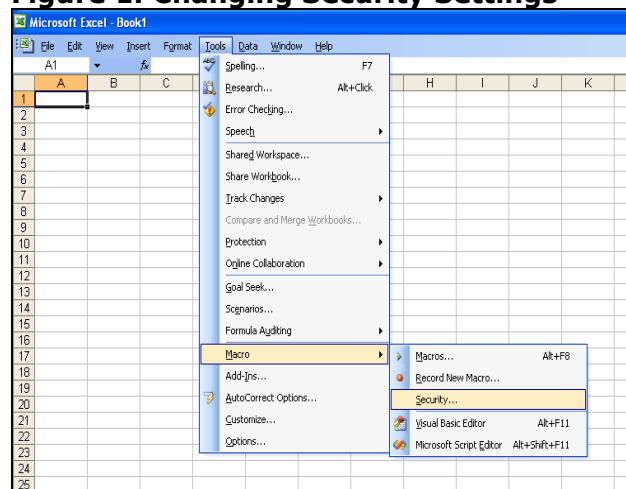 Figure 1: Changing Security Settings
Microsoft Excel - Book1
File Edit View Insert Format Tools Data Window Help
A1 fx
A B C H I J K
ABC Spelling... F7
Research... Alt+Click
Error Checking...
Speech
Shared Workspace...
Share Workbook...
Track Changes
Compare and Merge Workbooks...
Protection
Online Collaboration
Goal Seek...
Scenarios...
Formula Auditing
Macro
Add-Ins...
AutoCorrect Options...
Customize...
Options...
Macros... Alt+F8
Record New Macro...
Security...
Visual Basic Editor Alt+F11
Microsoft Script Editor Alt+Shift+F11
1
2
3
4
5
6
7
8
9
10
11
12
13
14
15
16
17
18
19
20
21
22
23
24
25